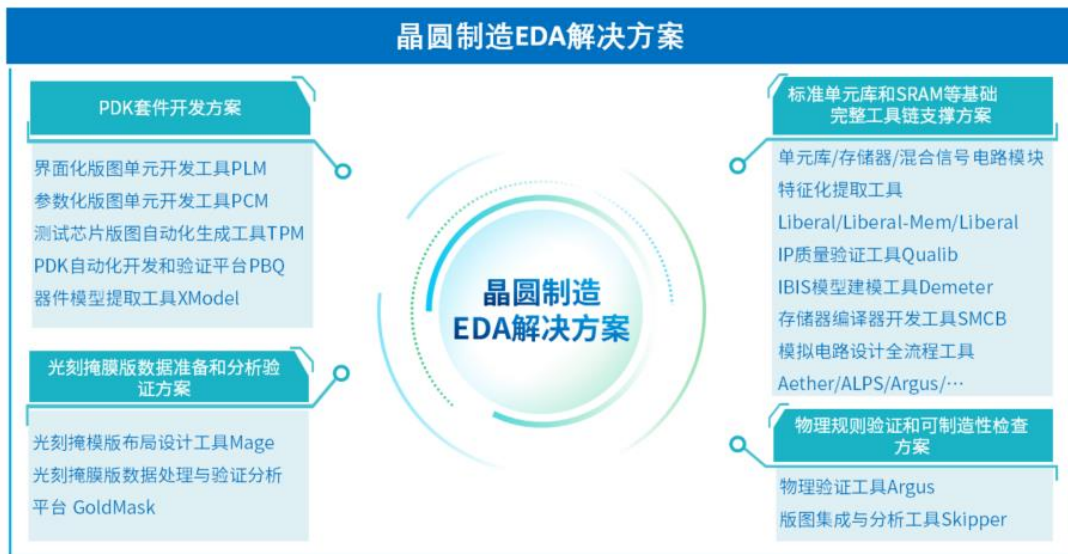 晶圆制造EDA解决方案
PDK套件开发方案
界面化版图单元开发工具PLM
参数化版图单元开发工具PCM
测试芯片版图自动化生成工具TPM
PDK自动化开发和验证平台PBQ
器件模型提取工具XModel
光刻掩膜版数据准备和分析验
证方案
光刻掩模版布局设计工具Mage
光刻掩膜版数据处理与验证分析
平台 GoldMask
晶圆制造
EDA解决方案
标准单元库和SRAM等基础
完整工具链支撑方案
单元库/存储器/混合信号电路模块
特征化提取工具
Liberal/Liberal-Mem/Liberal
IP质量验证工具Qualib
IBIS模型建模工具Demeter
存储器编译器开发工具SMCB
模拟电路设计全流程工具
Aether/ALPS/Argus/…
物理规则验证和可制造性检查
方案
物理验证工具Argus
版图集成与分析工具Skipper